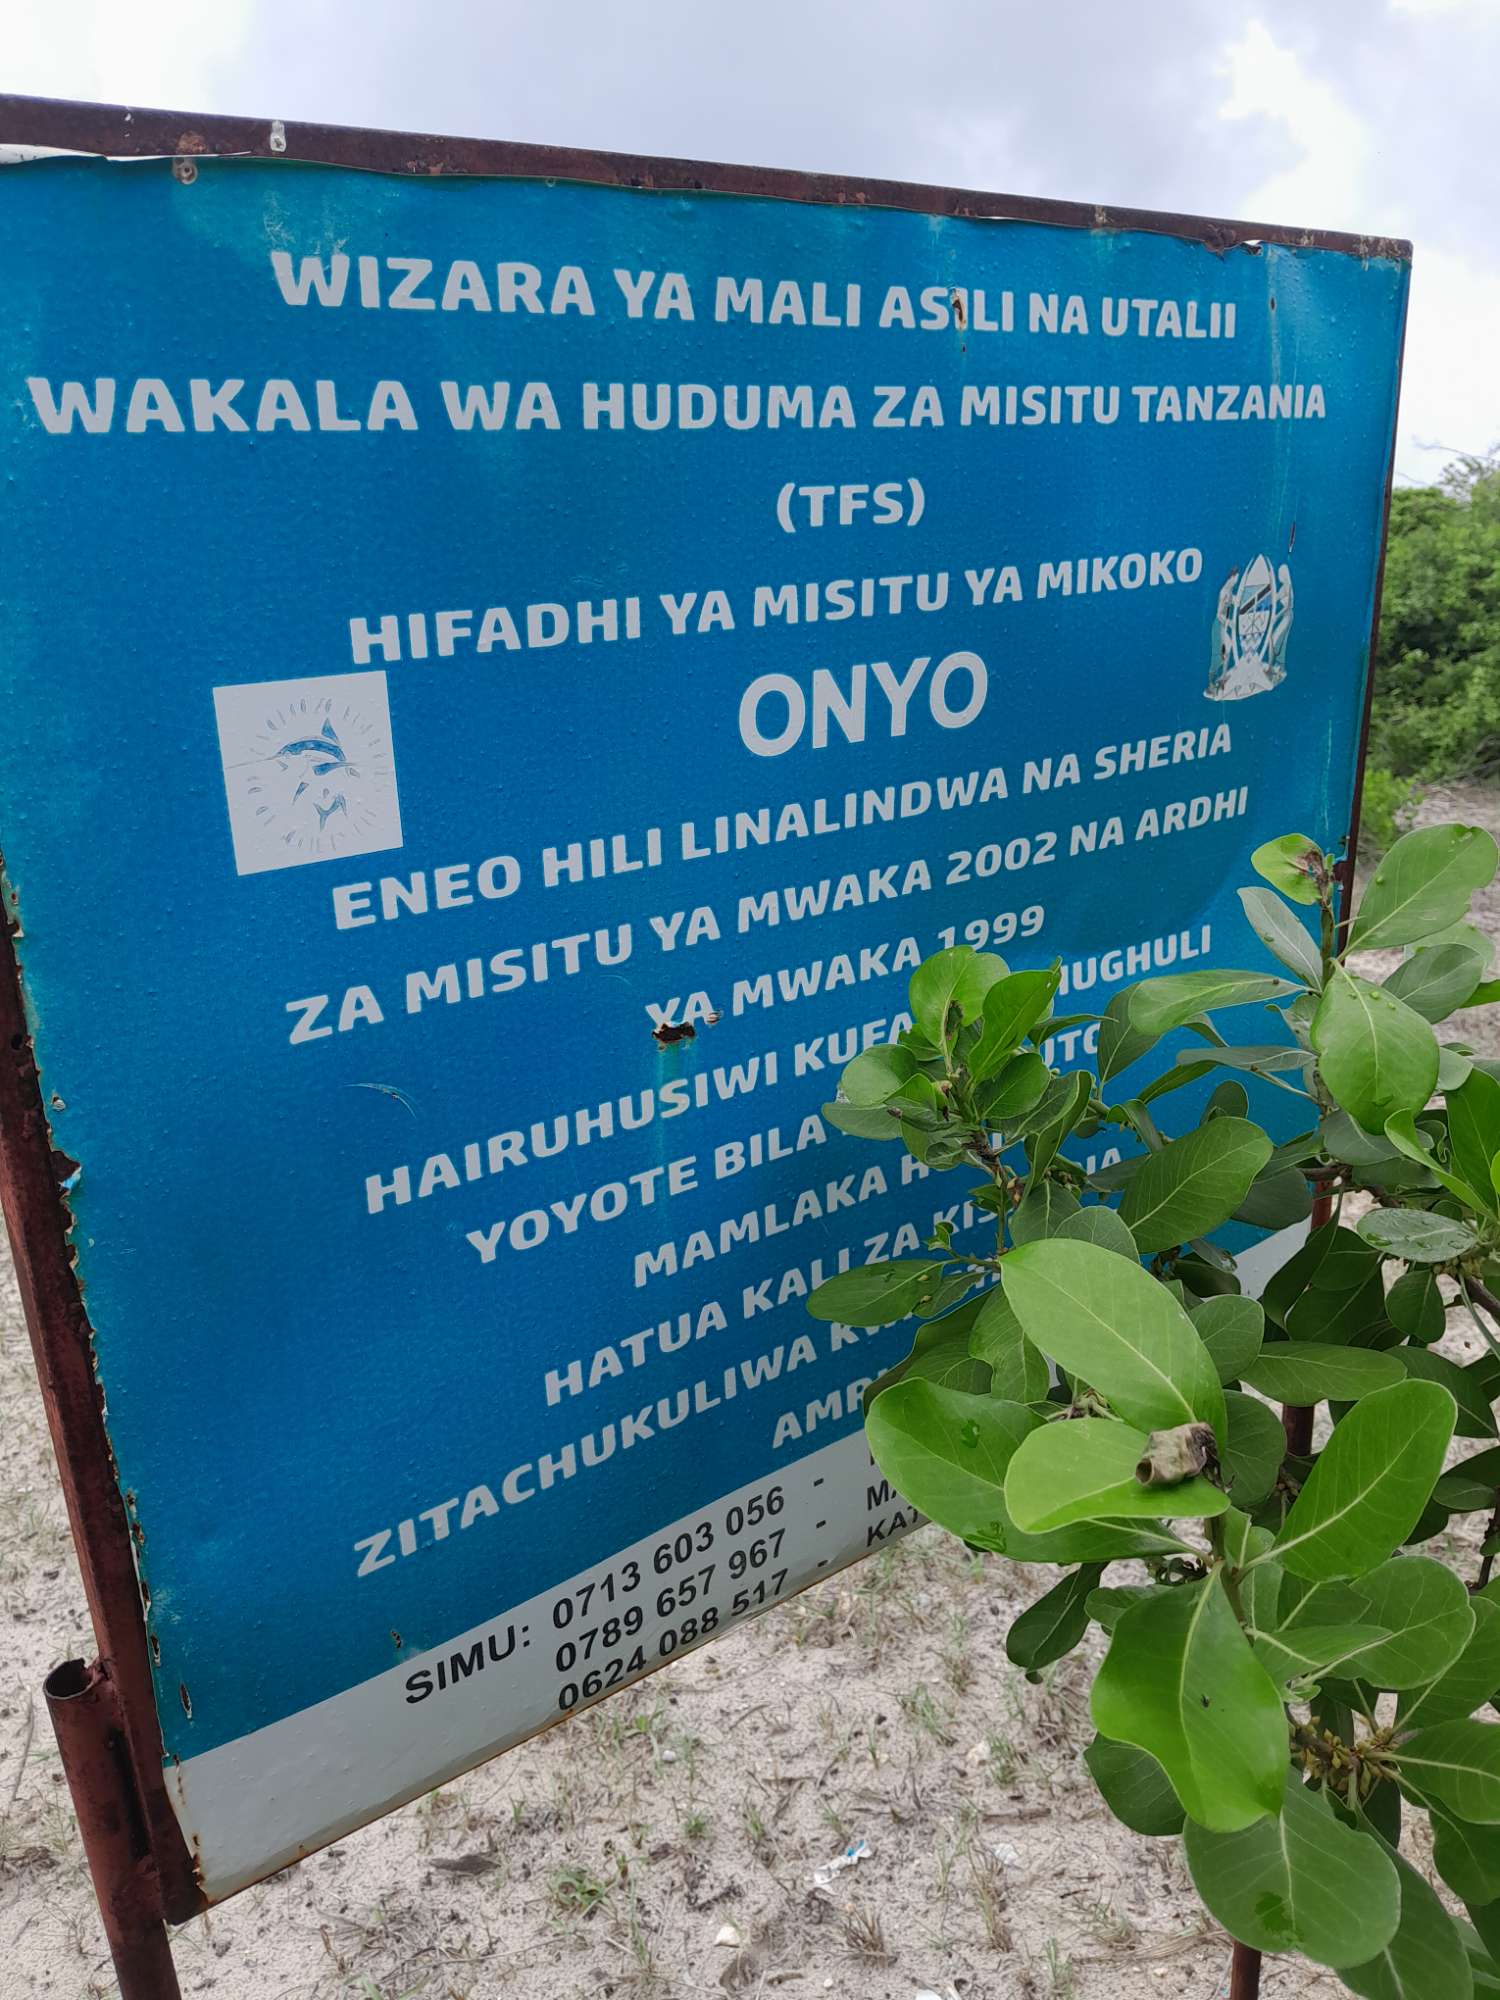 WIZARA YA MALI ASILI NA UTALII
WAKALA WA HUDUMA ZA MISITU TANZANIA
(TFS)
HIFADHI YA MISITU YA MIKOKO
ONYO
ENEO HILI LINALINDWA NA SHERIA
ZA MISITU YA MWAKA 2002 NA ARDHI
YA MWAKA 1999
HAIRUHUSIWI
YOYOTE BILA
MAMLAKA
HATUA KALI ZA
ZITACHUKULIWA
SIMU: 0713 603 056 -
0789 657 967 -
0624 088 517 -